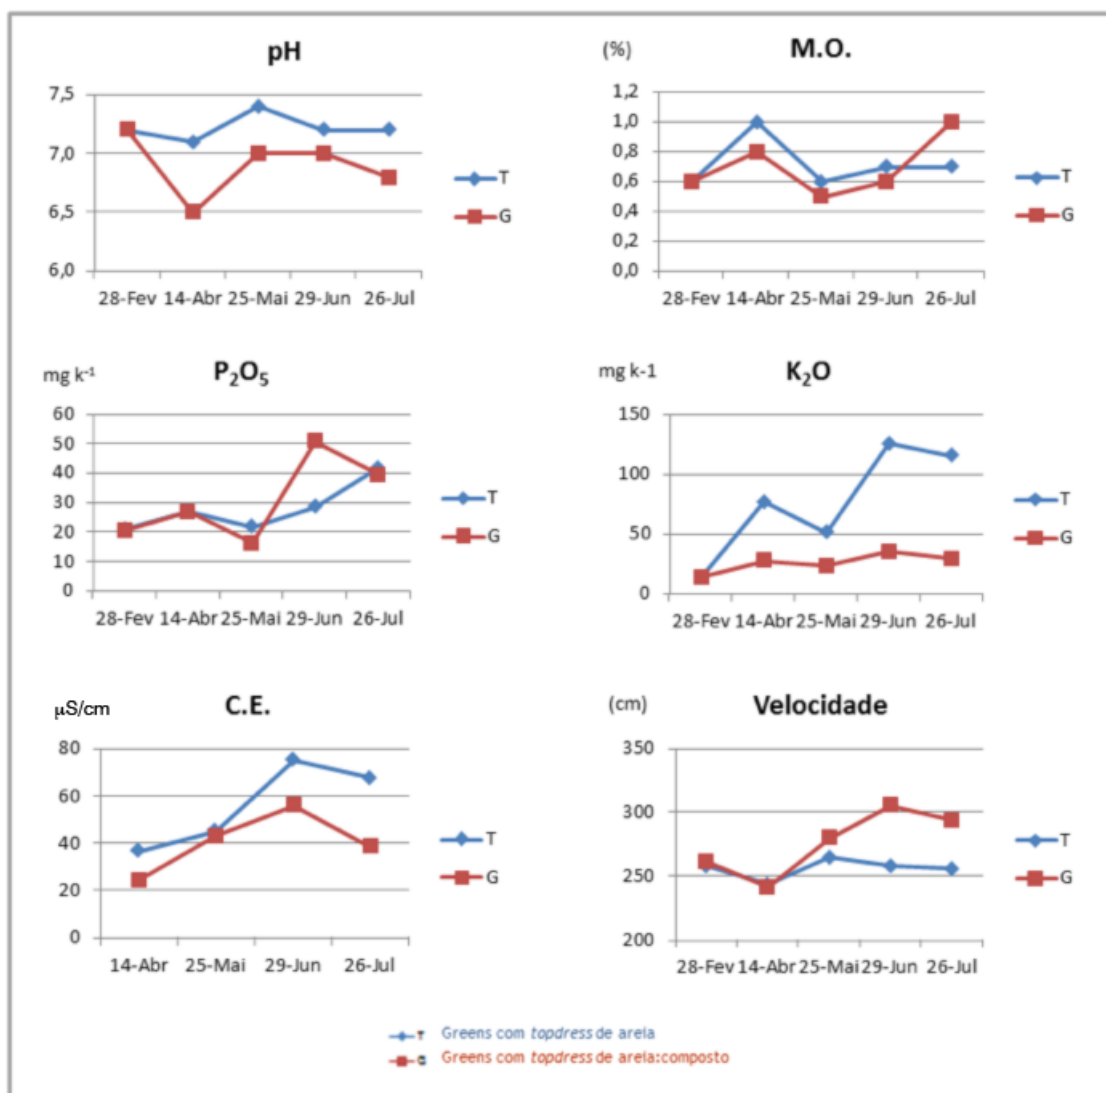 pH
7,5
7,0
6,5
6,0
28-Fev 14-Abr 25-Mai 29-Jun 26-Jul
T
G
(%)
M.O.
1,2
1,0
0,8
0,6
0,4
0,2
0,0
28-Fev 14-Abr 25-Mai 29-Jun 26-Jul
T
G
mg k⁻¹
P₂O₅
60
50
40
30
20
10
0
28-Fev 14-Abr 25-Mai 29-Jun 26-Jul
T
G
mg k-1
K₂O
150
100
50
0
28-Fev 14-Abr 25-Mai 29-Jun 26-Jul
T
G
µS/cm
C.E.
80
60
40
20
0
14-Abr 25-Mai 29-Jun 26-Jul
T
G
(cm)
Velocidade
350
300
250
200
28-Fev 14-Abr 25-Mai 29-Jun 26-Jul
T
G
T Greens com topdress de areia
G Greens com topdress de areia:composto